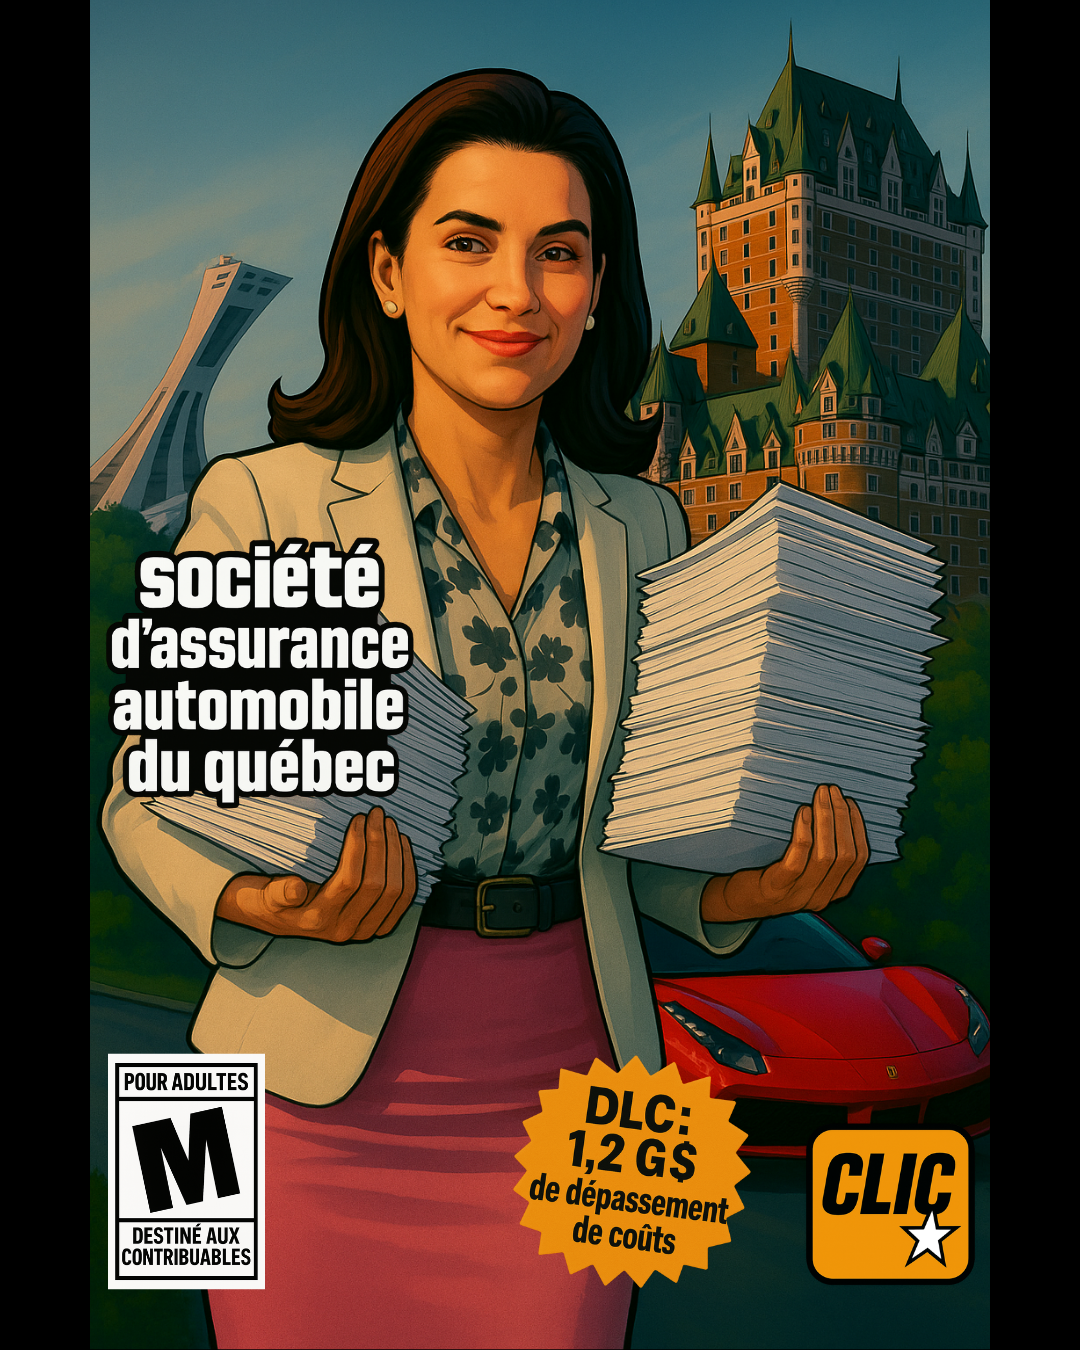 société
d'assurance
automobile
du québec
POUR ADULTES
M
DESTINÉ AUX
CONTRIBUABLES
DLC:
1,2 G$
de dépassement
de coûts
CLIC